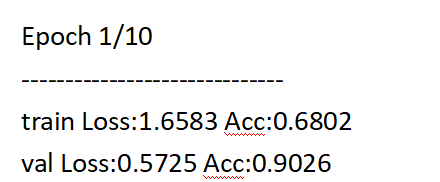 Epoch 1/10
------------------------------
train Loss:1.6583 Acc:0.6802
val Loss:0.5725 Acc:0.9026